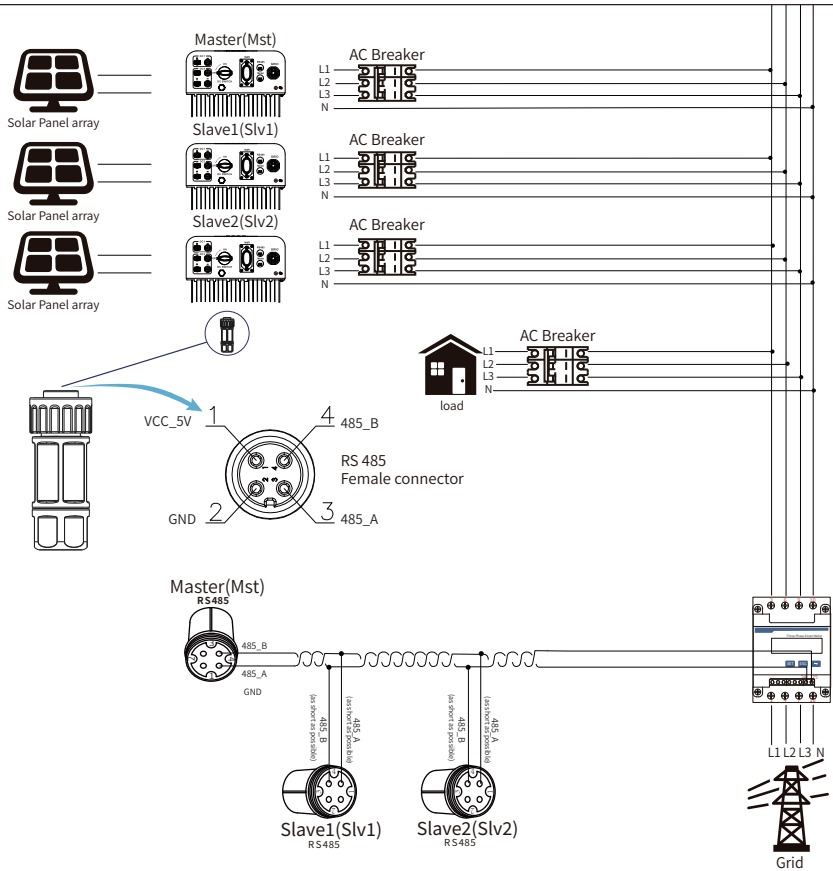 Master(Mst)
AC Breaker
L1
L2
L3
N
Solar Panel array
Slave1(Slv1)
AC Breaker
L1
L2
L3
N
Solar Panel array
Slave2(Slv2)
AC Breaker
L1
L2
L3
N
Solar Panel array
AC Breaker
L1
L2
L3
N
load
VCC_5V
1
4
485_B
RS 485
Female connector
GND
2
3
485_A
Master(Mst)
RS485
485_B
485_A
GND
485_B
(as short as possible)
485_A
(as short as possible)
485_B
(as short as possible)
485_A
(as short as possible)
Slave1(Slv1)
RS485
Slave2(Slv2)
RS485
L1 L2 L3 N
Grid